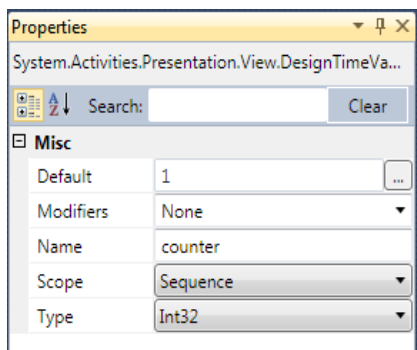 Properties
System.Activities.Presentation.View.DesignTimeVa...
Search: Clear
Misc
Default 1 ...
Modifiers None
Name counter
Scope Sequence
Type Int32